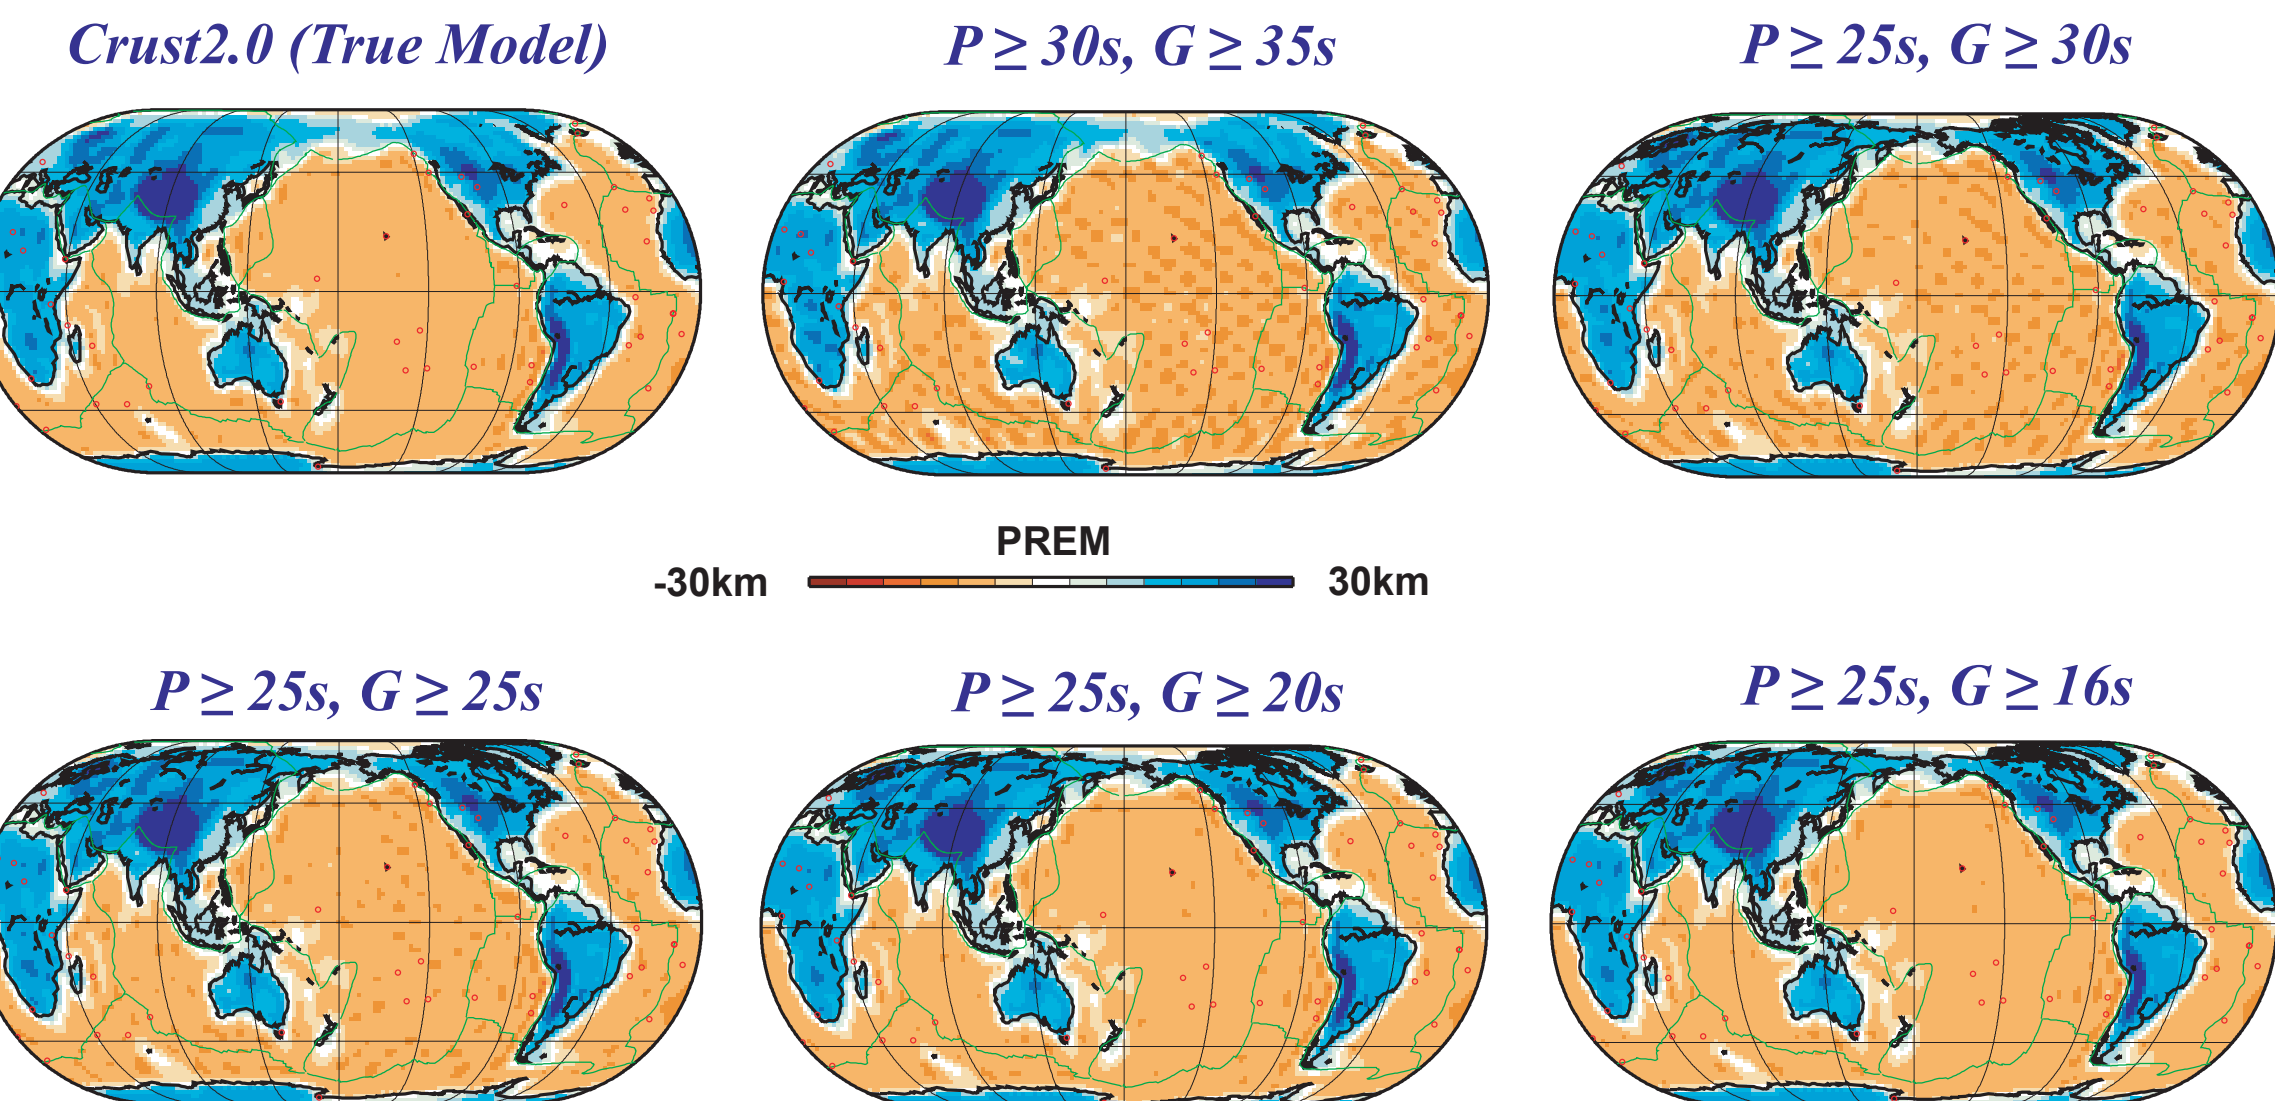 Crust2.0 (True Model)
P ≥ 30s, G ≥ 35s
P ≥ 25s, G ≥ 30s
PREM
-30km
30km
P ≥ 25s, G ≥ 25s
P ≥ 25s, G ≥ 20s
P ≥ 25s, G ≥ 16s